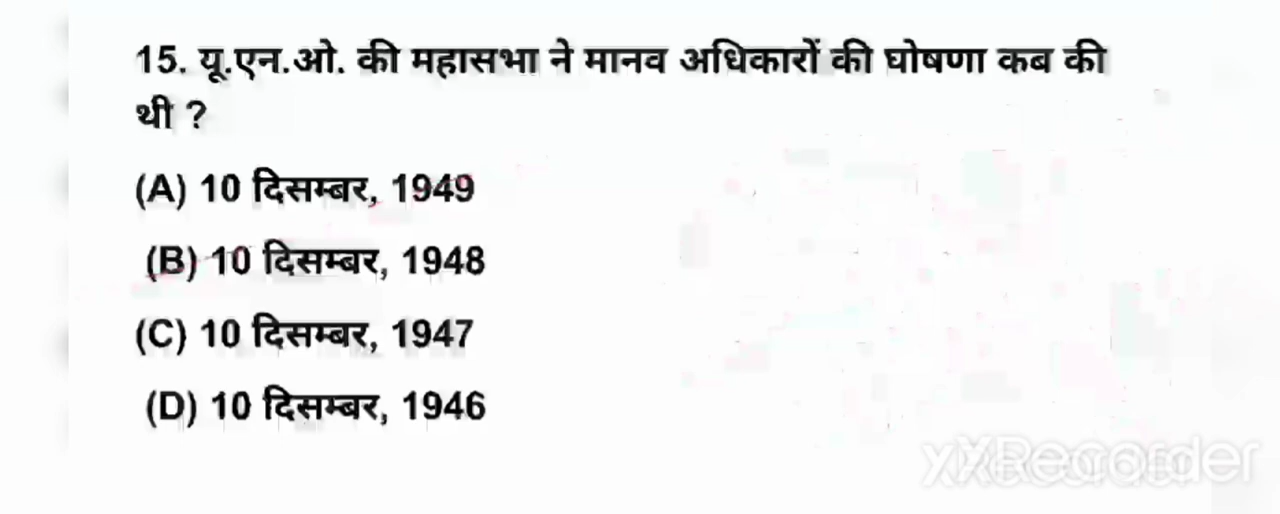 15. यू.एन.ओ. की महासभा ने मानव अधिकारों की घोषणा कब की
थी ?
(A) 10 दिसम्बर, 1949
(B) 10 दिसम्बर, 1948
(C) 10 दिसम्बर, 1947
(D) 10 दिसम्बर, 1946
XRecorder